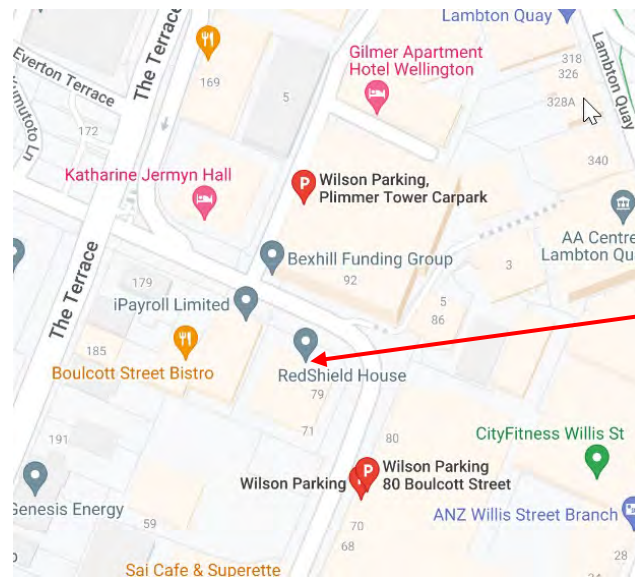 Lambton Quay
Everton Terrace
The Terrace
169
5
Gilmer Apartment
Hotel Wellington
318
326
328A
Lambton Quay
umutoto Ln
172
340
Katharine Jermyn Hall
P
Wilson Parking,
Plimmer Tower Carpark
AA Centre
Lambton Qu
Bexhill Funding Group
92
3
5
86
179
iPayroll Limited
The Terrace
185
Boulcott Street Bistro
RedShield House
79
71
80
CityFitness Willis St
191
Genesis Energy
59
Wilson Parking
P
Wilson Parking
80 Boulcott Street
70
68
ANZ Willis Street Branch
28
Sai Cafe & Superette